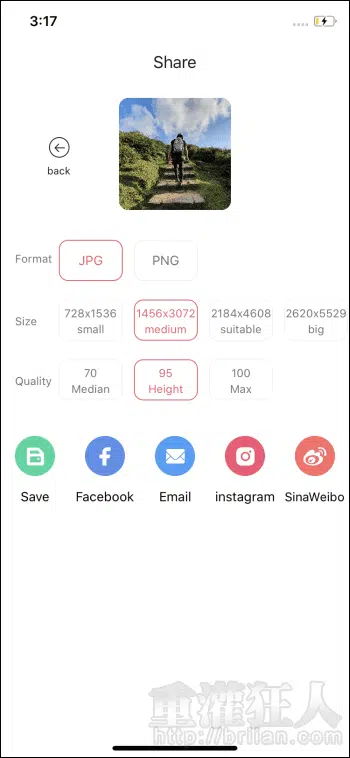 3:17
Share
back
Format
JPG
PNG
Size
728x1536
small
1456x3072
medium
2184x4608
suitable
2620x5529
big
Quality
70
Median
95
Height
100
Max
Save
Facebook
Email
instagram
SinaWeibo
重灌狂人
http://briian.com